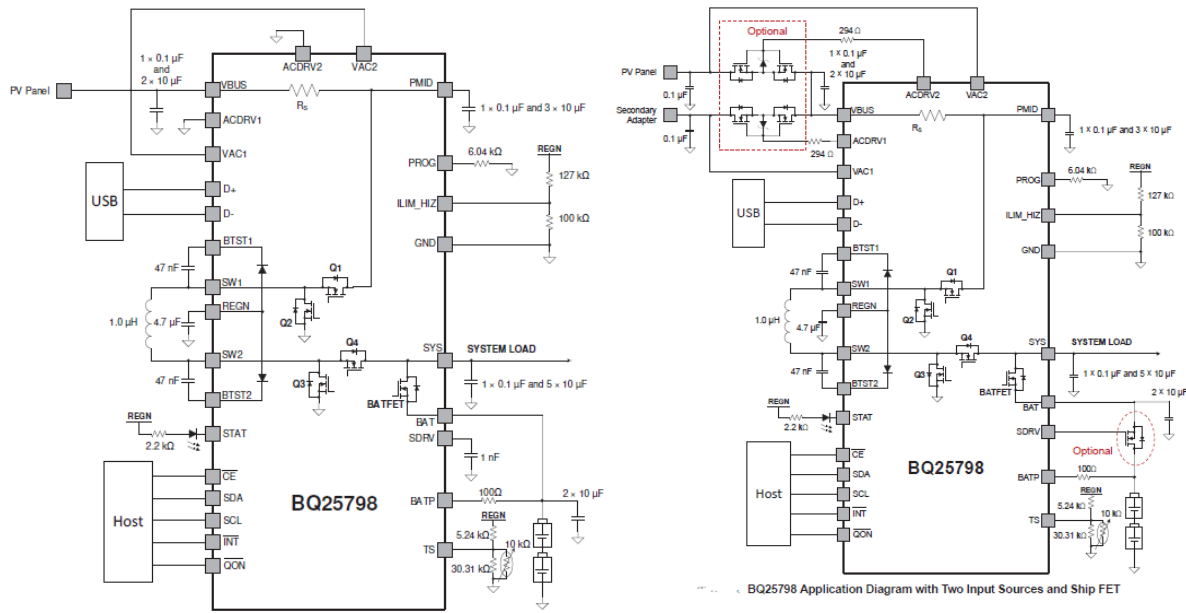 ACDRV2
VAC2
1 × 0.1 µF
and
2 × 10 µF
PV Panel
VBUS
RS
PMID
1 × 0.1 µF and 3 × 10 µF
ACDRV1
VAC1
PROG
6.04 kΩ
REGN
127 kΩ
USB
D+
D-
ILIM_HIZ
100 kΩ
GND
BTST1
47 nF
SW1
Q1
REGN
Q2
1.0 µH
4.7 µF
SW2
Q4
SYS
SYSTEM LOAD
47 nF
Q3
1 × 0.1 µF and 5 × 10 µF
BTST2
BATFET
BAT
REGN
STAT
SDRV
2.2 kΩ
1 nF
Host
CE
SDA
SCL
INT
QON
BQ25798
BATP
100Ω
2 × 10 µF
REGN
5.24 kΩ
10 kΩ
TS
30.31 kΩ
Optional
294 Ω
1 × 0.1 µF
and
2 × 10 µF
PV Panel
0.1 µF
Secondary
Adapter
0.1 µF
ACDRV2
VAC2
VBUS
RS
PMID
1 × 0.1 µF and 3 × 10 µF
ACDRV1
294 Ω
VAC1
PROG
6.04 kΩ
REGN
127 kΩ
USB
D+
D-
ILIM_HIZ
100 kΩ
GND
BTST1
47 nF
SW1
Q1
REGN
Q2
1.0 µH
4.7 µF
SW2
Q4
SYS
SYSTEM LOAD
47 nF
Q3
1 × 0.1 µF and 5 × 10 µF
BTST2
BATFET
2 × 10 µF
BAT
REGN
STAT
2.2 kΩ
SDRV
Optional
Host
CE
SDA
SCL
INT
QON
BQ25798
BATP
100Ω
REGN
5.24 kΩ
10 kΩ
TS
30.31 kΩ
BQ25798 Application Diagram with Two Input Sources and Ship FET